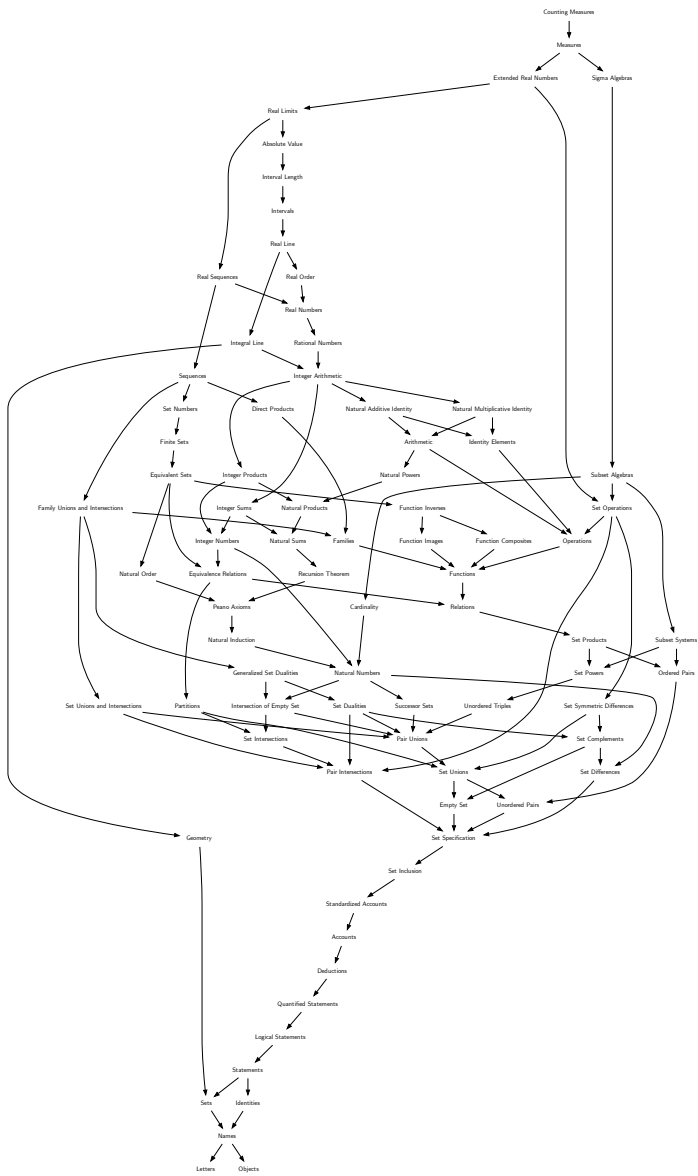 Counting Measures
Measures
Extended Real Numbers Sigma Algebras
Real Limits
Absolute Value
Interval Length
Intervals
Real Line
Real Sequences Real Order
Real Numbers
Integral Line Rational Numbers
Sequences Integer Arithmetic
Set Numbers Direct Products Natural Additive Identity Natural Multiplicative Identity
Finite Sets Arithmetic Identity Elements
Equivalent Sets Integer Products Natural Powers Subset Algebras
Family Unions and Intersections Integer Sums Natural Products Function Inverses Set Operations
Integer Numbers Natural Sums Families Function Images Function Composites Operations
Natural Order Equivalence Relations Recursion Theorem Functions
Peano Axioms Cardinality Relations
Natural Induction Set Products Subset Systems
Generalized Set Dualities Natural Numbers Set Powers Ordered Pairs
Set Unions and Intersections Partitions Intersection of Empty Set Set Dualities Successor Sets Unordered Triples Set Symmetric Differences
Set Intersections Pair Unions Set Complements
Pair Intersections Set Unions Set Differences
Empty Set Unordered Pairs
Geometry Set Specification
Set Inclusion
Standardized Accounts
Accounts
Deductions
Quantified Statements
Logical Statements
Statements
Sets Identities
Names
Letters Objects